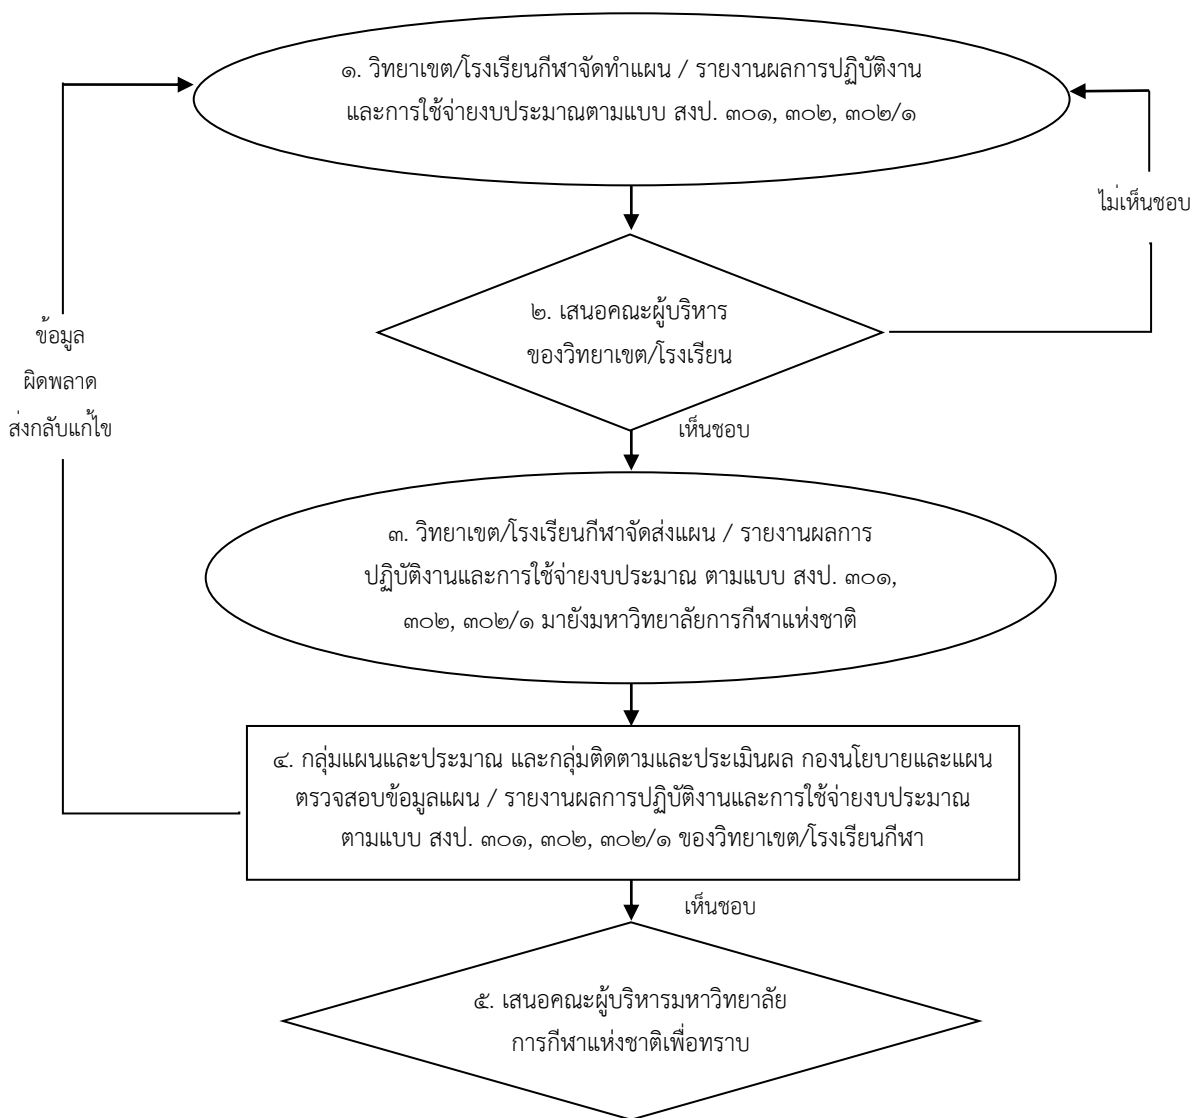 ๑. วิทยาเขต/โรงเรียนกีฬาจัดทำแผน / รายงานผลการปฏิบัติงาน
และการใช้จ่ายงบประมาณตามแบบ สงป. ๓๐๑, ๓๐๒, ๓๐๒/๑
ไม่เห็นชอบ
๒. เสนอคณะผู้บริหาร
ของวิทยาเขต/โรงเรียน
ข้อมูล
ผิดพลาด
ส่งกลับแก้ไข
เห็นชอบ
๓. วิทยาเขต/โรงเรียนกีฬาจัดส่งแผน / รายงานผลการ
ปฏิบัติงานและการใช้จ่ายงบประมาณ ตามแบบ สงป. ๓๐๑,
๓๐๒, ๓๐๒/๑ มายังมหาวิทยาลัยการกีฬาแห่งชาติ
๔. กลุ่มแผนและประมาณ และกลุ่มติดตามและประเมินผล กองนโยบายและแผน
ตรวจสอบข้อมูลแผน / รายงานผลการปฏิบัติงานและการใช้จ่ายงบประมาณ
ตามแบบ สงป. ๓๐๑, ๓๐๒, ๓๐๒/๑ ของวิทยาเขต/โรงเรียนกีฬา
เห็นชอบ
๕. เสนอคณะผู้บริหารมหาวิทยาลัย
การกีฬาแห่งชาติเพื่อทราบ